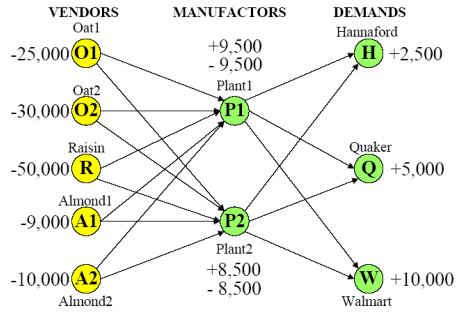 VENDORS MANUFACTORS DEMANDS
Oat1
-25,000 O1
Oat2
-30,000 O2
Raisin
-50,000 R
Almond1
-9,000 A1
-10,000 A2
Almond2
+9,500
- 9,500
Plant1
P1
P2
Plant2
+8,500
- 8,500
Hannaford
H +2,500
Quaker
Q +5,000
W +10,000
Walmart